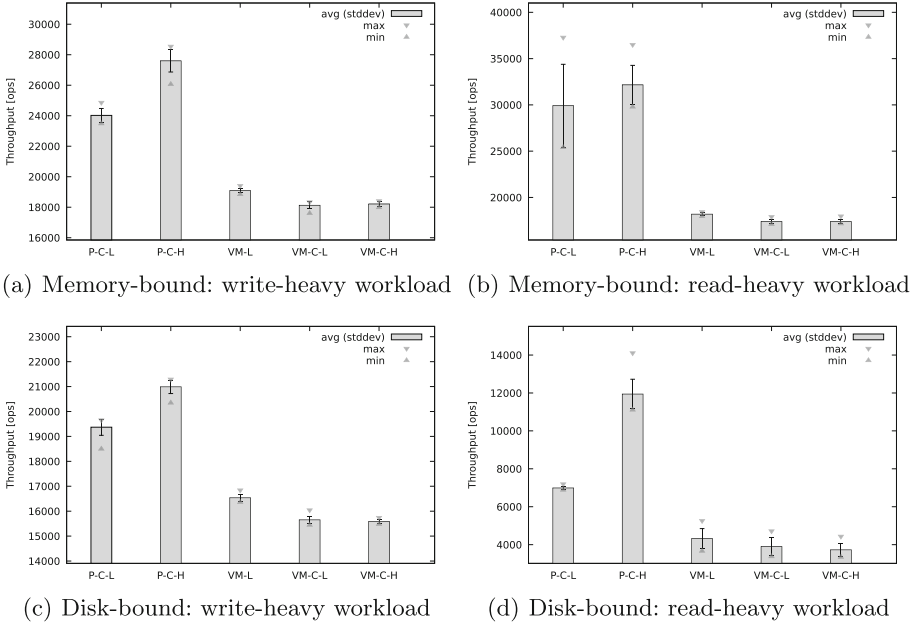 Throughput [ops]
30000
28000
26000
24000
22000
20000
18000
16000
avg (stddev)
max
min
P-C-L P-C-H VM-L VM-C-L VM-C-H
(a) Memory-bound: write-heavy workload
Throughput [ops]
40000
35000
30000
25000
20000
avg (stddev)
max
min
P-C-L P-C-H VM-L VM-C-L VM-C-H
(b) Memory-bound: read-heavy workload
Throughput [ops]
23000
22000
21000
20000
19000
18000
17000
16000
15000
14000
avg (stddev)
max
min
P-C-L P-C-H VM-L VM-C-L VM-C-H
(c) Disk-bound: write-heavy workload
Throughput [ops]
14000
12000
10000
8000
6000
4000
avg (stddev)
max
min
P-C-L P-C-H VM-L VM-C-L VM-C-H
(d) Disk-bound: read-heavy workload